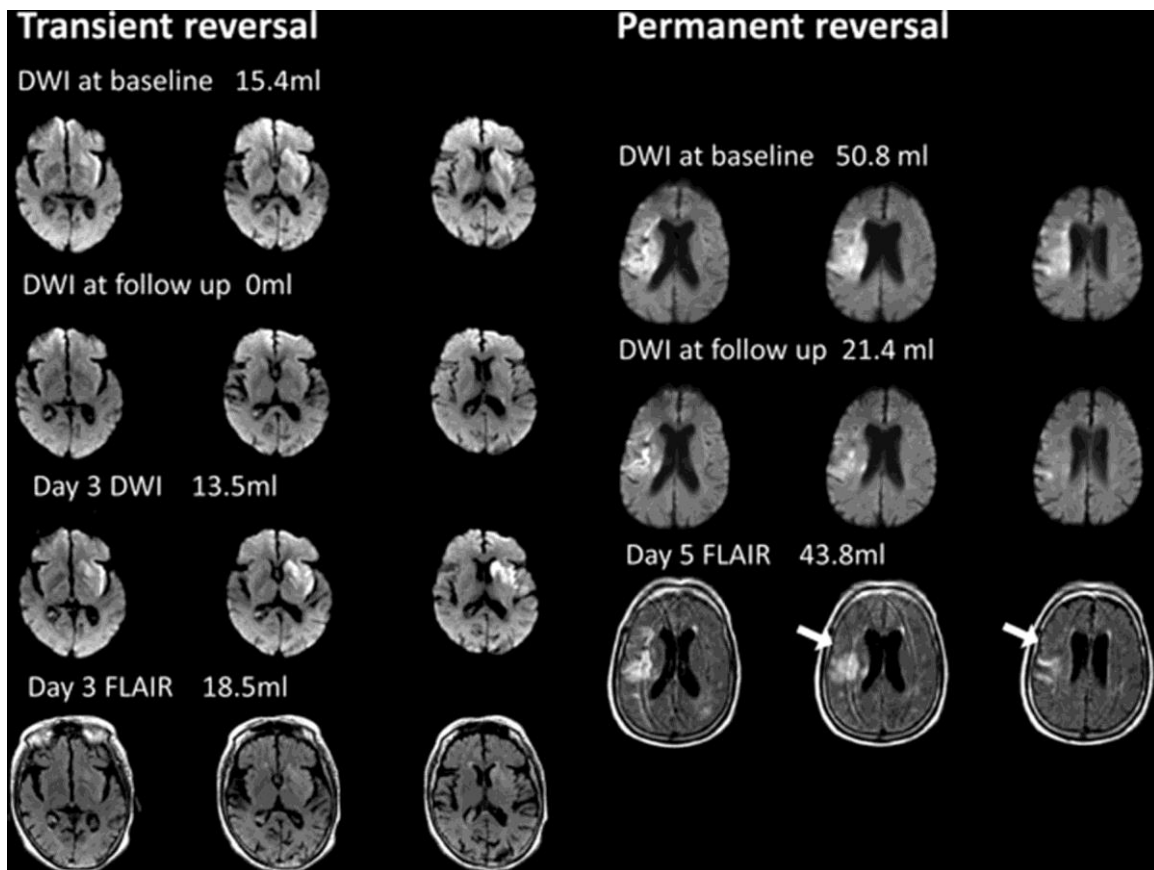 Transient reversal
DWI at baseline 15.4ml
DWI at follow up 0ml
Day 3 DWI 13.5ml
Day 3 FLAIR 18.5ml
Permanent reversal
DWI at baseline 50.8 ml
DWI at follow up 21.4 ml
Day 5 FLAIR 43.8ml